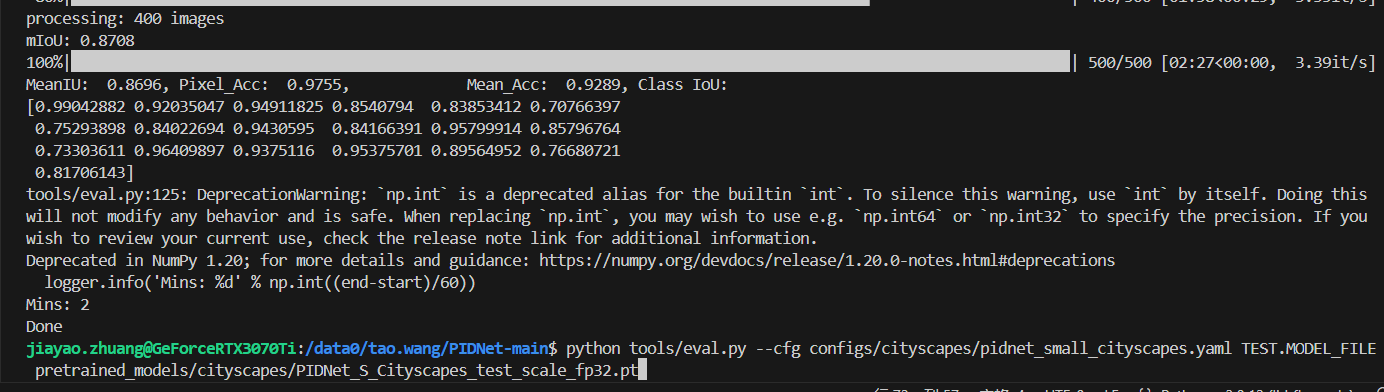 processing: 400 images
mIoU: 0.8708
100%| | 500/500 [02:27<00:00, 3.39it/s]
MeanIU: 0.8696, Pixel_Acc: 0.9755, Mean_Acc: 0.9289, Class IoU:
[0.99042882 0.92035047 0.94911825 0.8540794 0.83853412 0.70766397
0.75293898 0.84022694 0.9430595 0.84166391 0.95799914 0.85796764
0.73303611 0.96409897 0.9375116 0.95375701 0.89564952 0.76680721
0.81706143]
tools/eval.py:125: DeprecationWarning: `np.int` is a deprecated alias for the builtin `int`. To silence this warning, use `int` by itself. Doing this
will not modify any behavior and is safe. When replacing `np.int`, you may wish to use e.g. `np.int64` or `np.int32` to specify the precision. If you
wish to review your current use, check the release note link for additional information.
Deprecated in NumPy 1.20; for more details and guidance: https://numpy.org/devdocs/release/1.20.0-notes.html#deprecations
logger.info('Mins: %d' % np.int((end-start)/60))
Mins: 2
Done
jiayao.zhuang@GeForceRTX3070Ti:/data0/tao.wang/PIDNet-main$ python tools/eval.py --cfg configs/cityscapes/pidnet_small_cityscapes.yaml TEST.MODEL_FILE
pretrained_models/cityscapes/PIDNet_S_Cityscapes_test_scale_fp32.pt